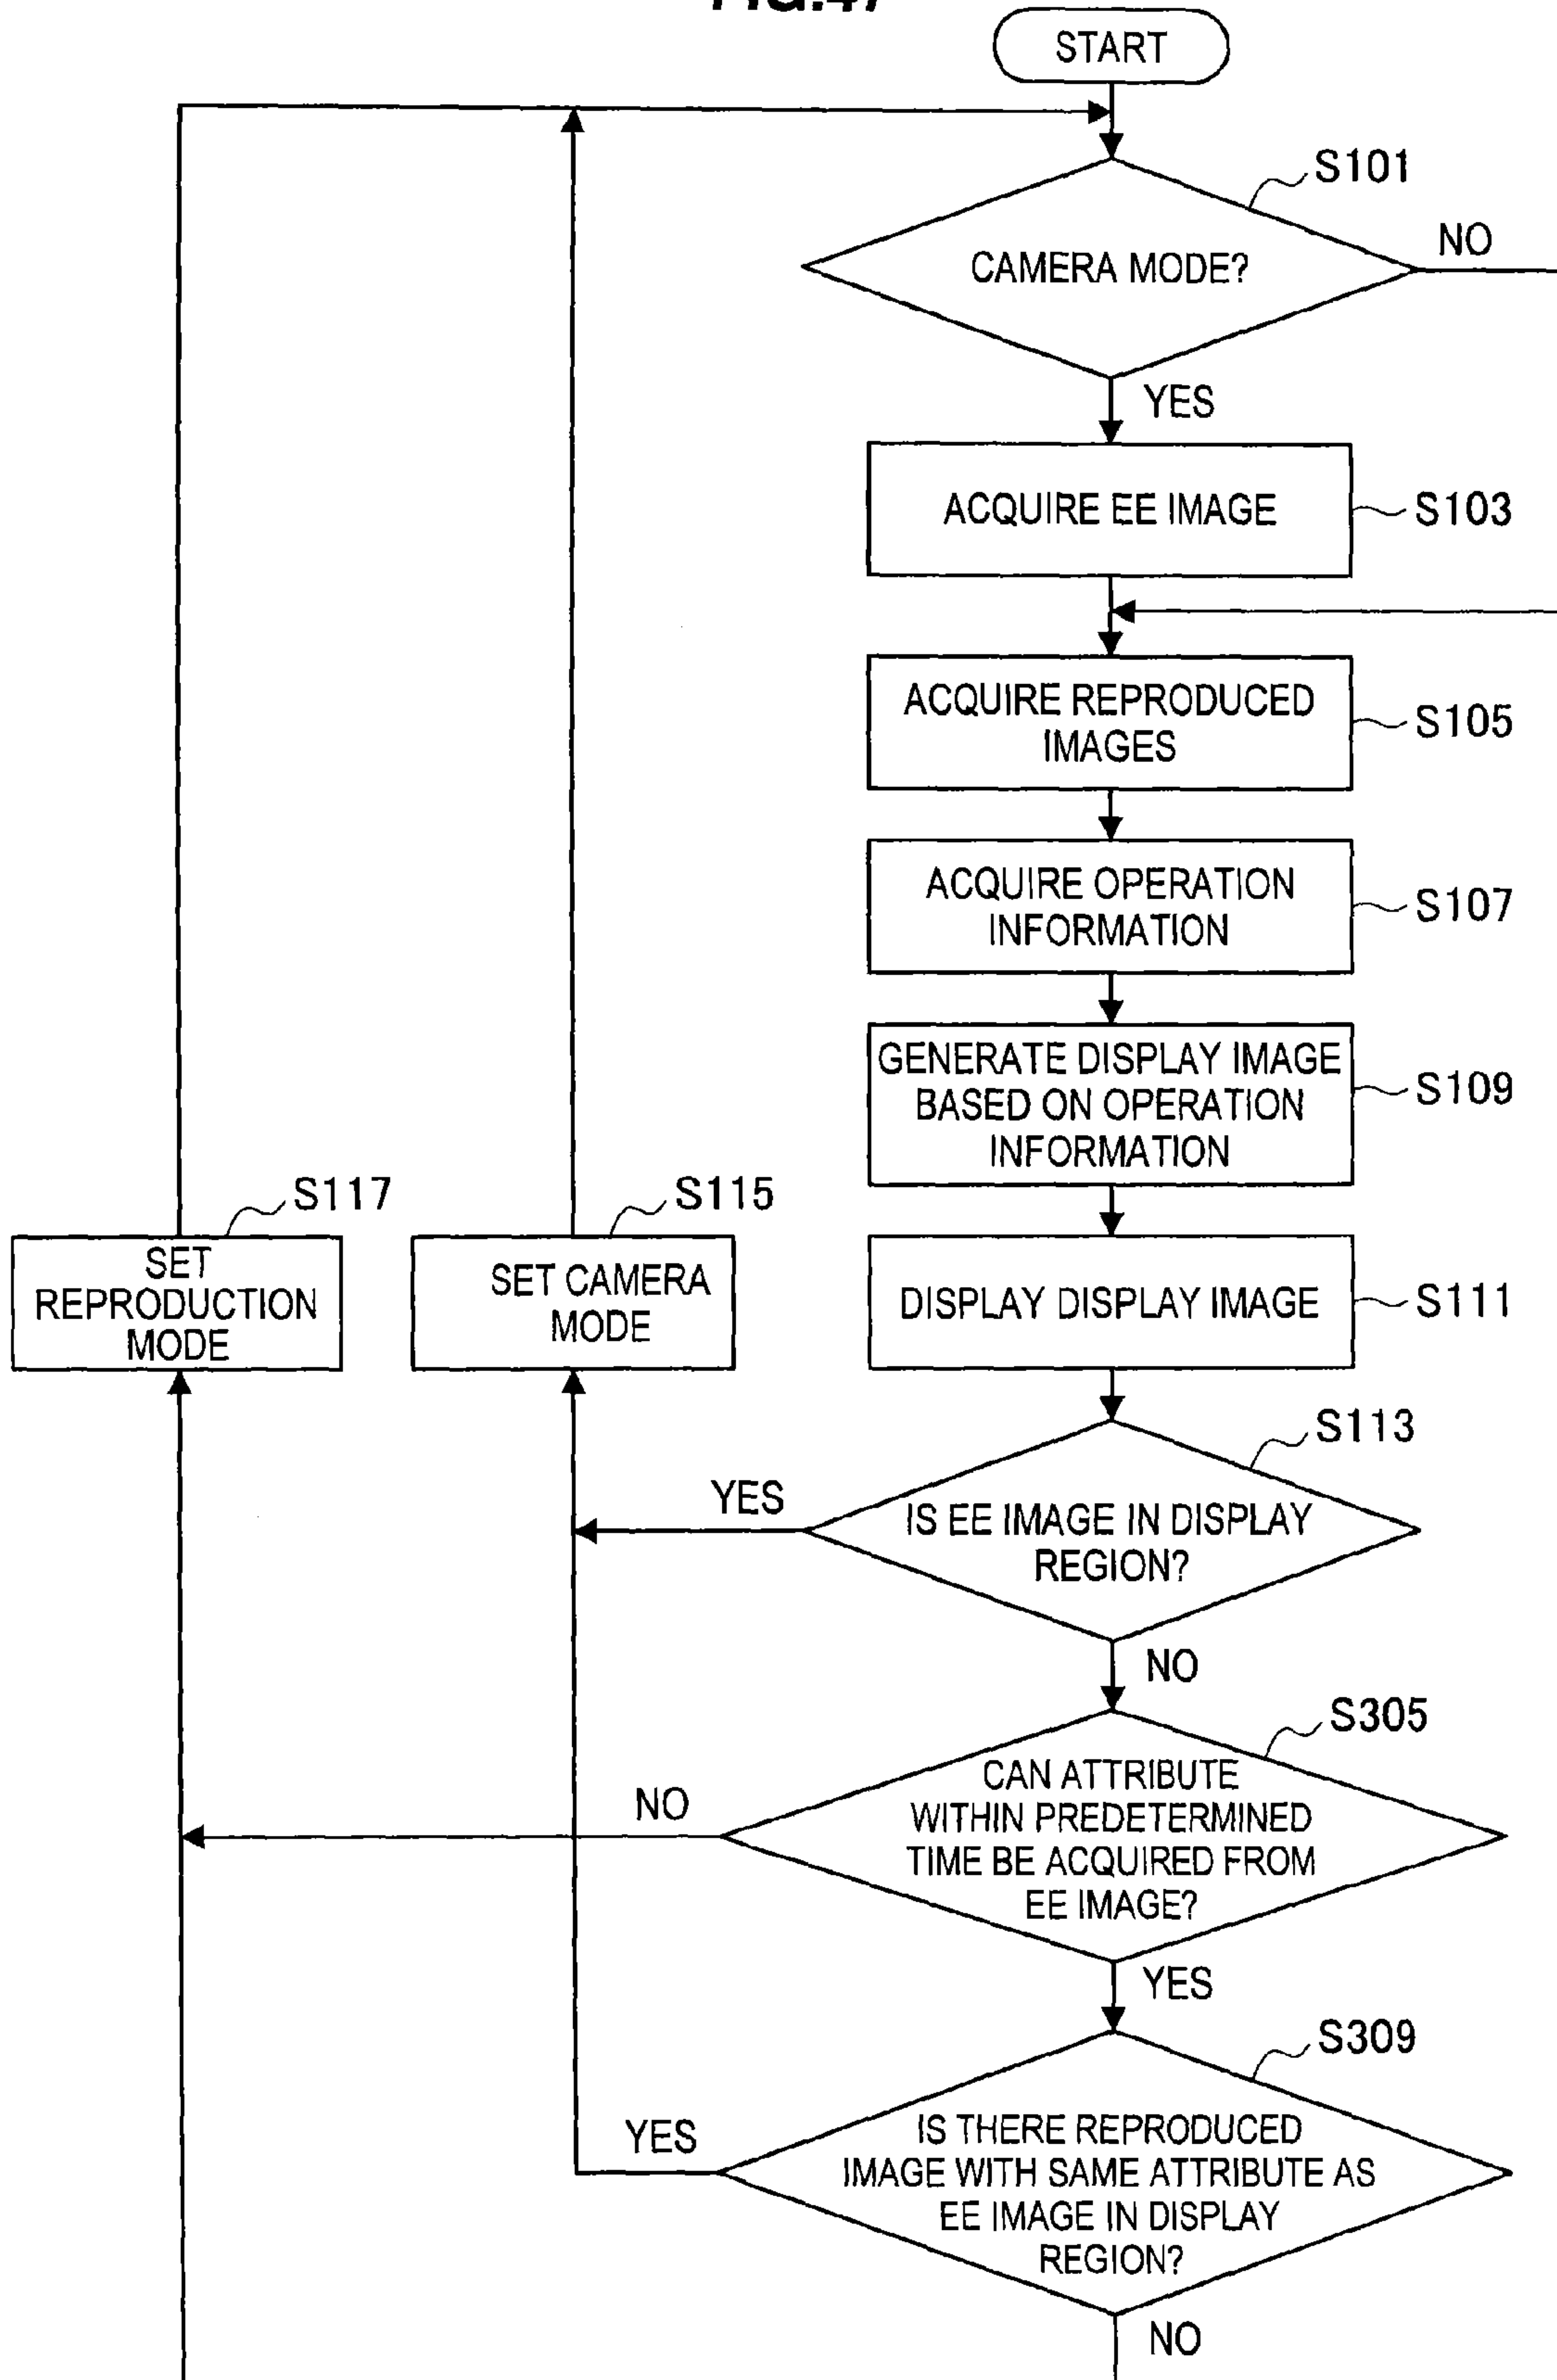 START
S101
CAMERA MODE?
NO
YES
ACQUIRE EE IMAGE
S103
ACQUIRE REPRODUCED
IMAGES
S105
ACQUIRE OPERATION
INFORMATION
S107
GENERATE DISPLAY IMAGE
BASED ON OPERATION
INFORMATION
S109
S117
SET
REPRODUCTION
MODE
S115
SET CAMERA
MODE
DISPLAY DISPLAY IMAGE
S111
S113
YES
IS EE IMAGE IN DISPLAY
REGION?
NO
S305
NO
CAN ATTRIBUTE
WITHIN PREDETERMINED
TIME BE ACQUIRED FROM
EE IMAGE?
YES
S309
YES
IS THERE REPRODUCED
IMAGE WITH SAME ATTRIBUTE AS
EE IMAGE IN DISPLAY
REGION?
NO